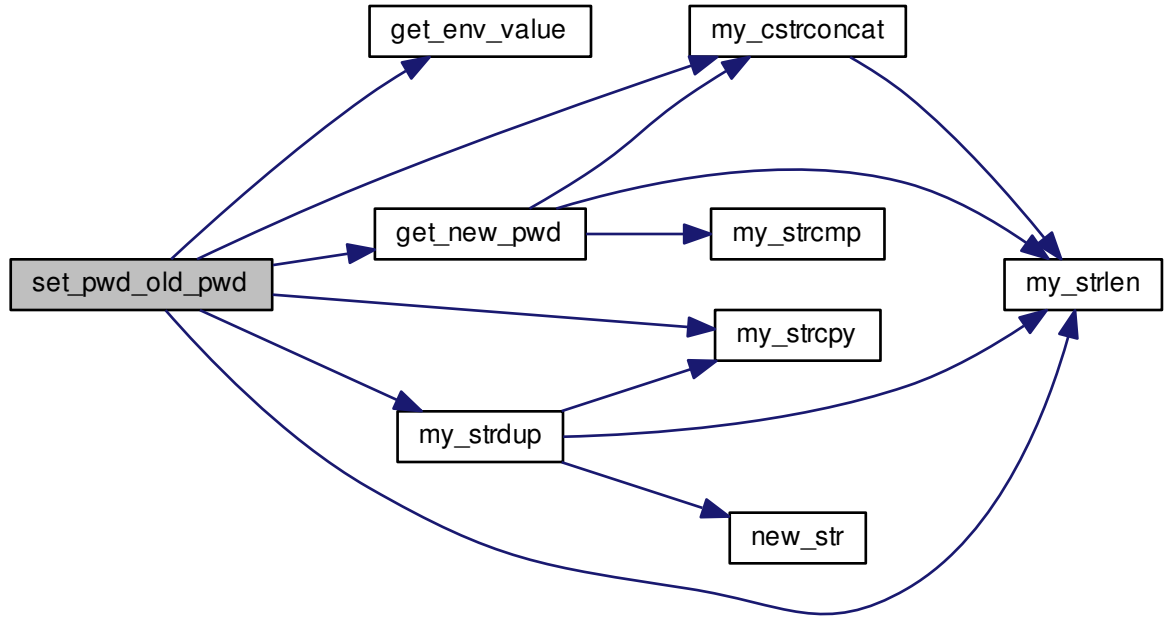 get_env_value
my_cstrconcat
get_new_pwd
my_strcmp
set_pwd_old_pwd
my_strlen
my_strcpy
my_strdup
new_str